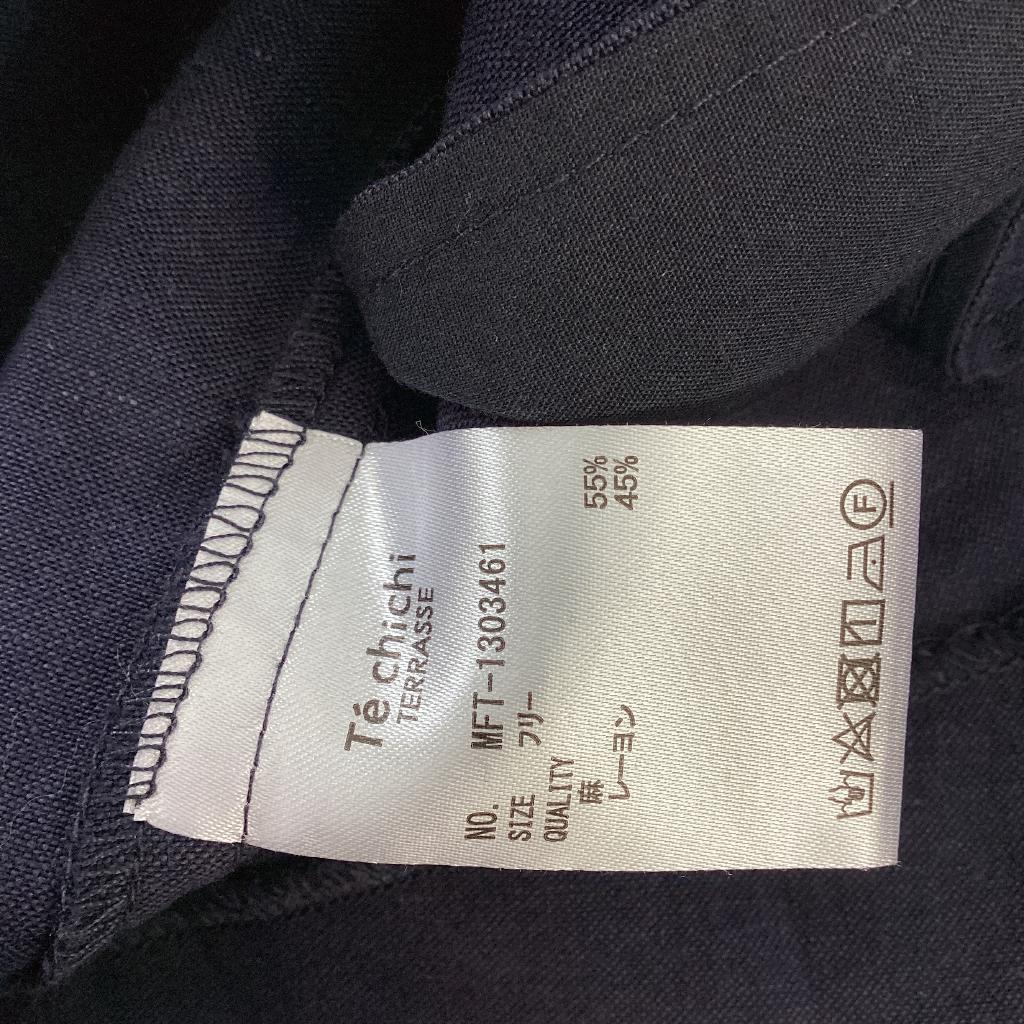 Té chichi
TERRASSE
NO. MFT-1303461
SIZE フリー
QUALITY
麻 55%
レーヨン 45%
F